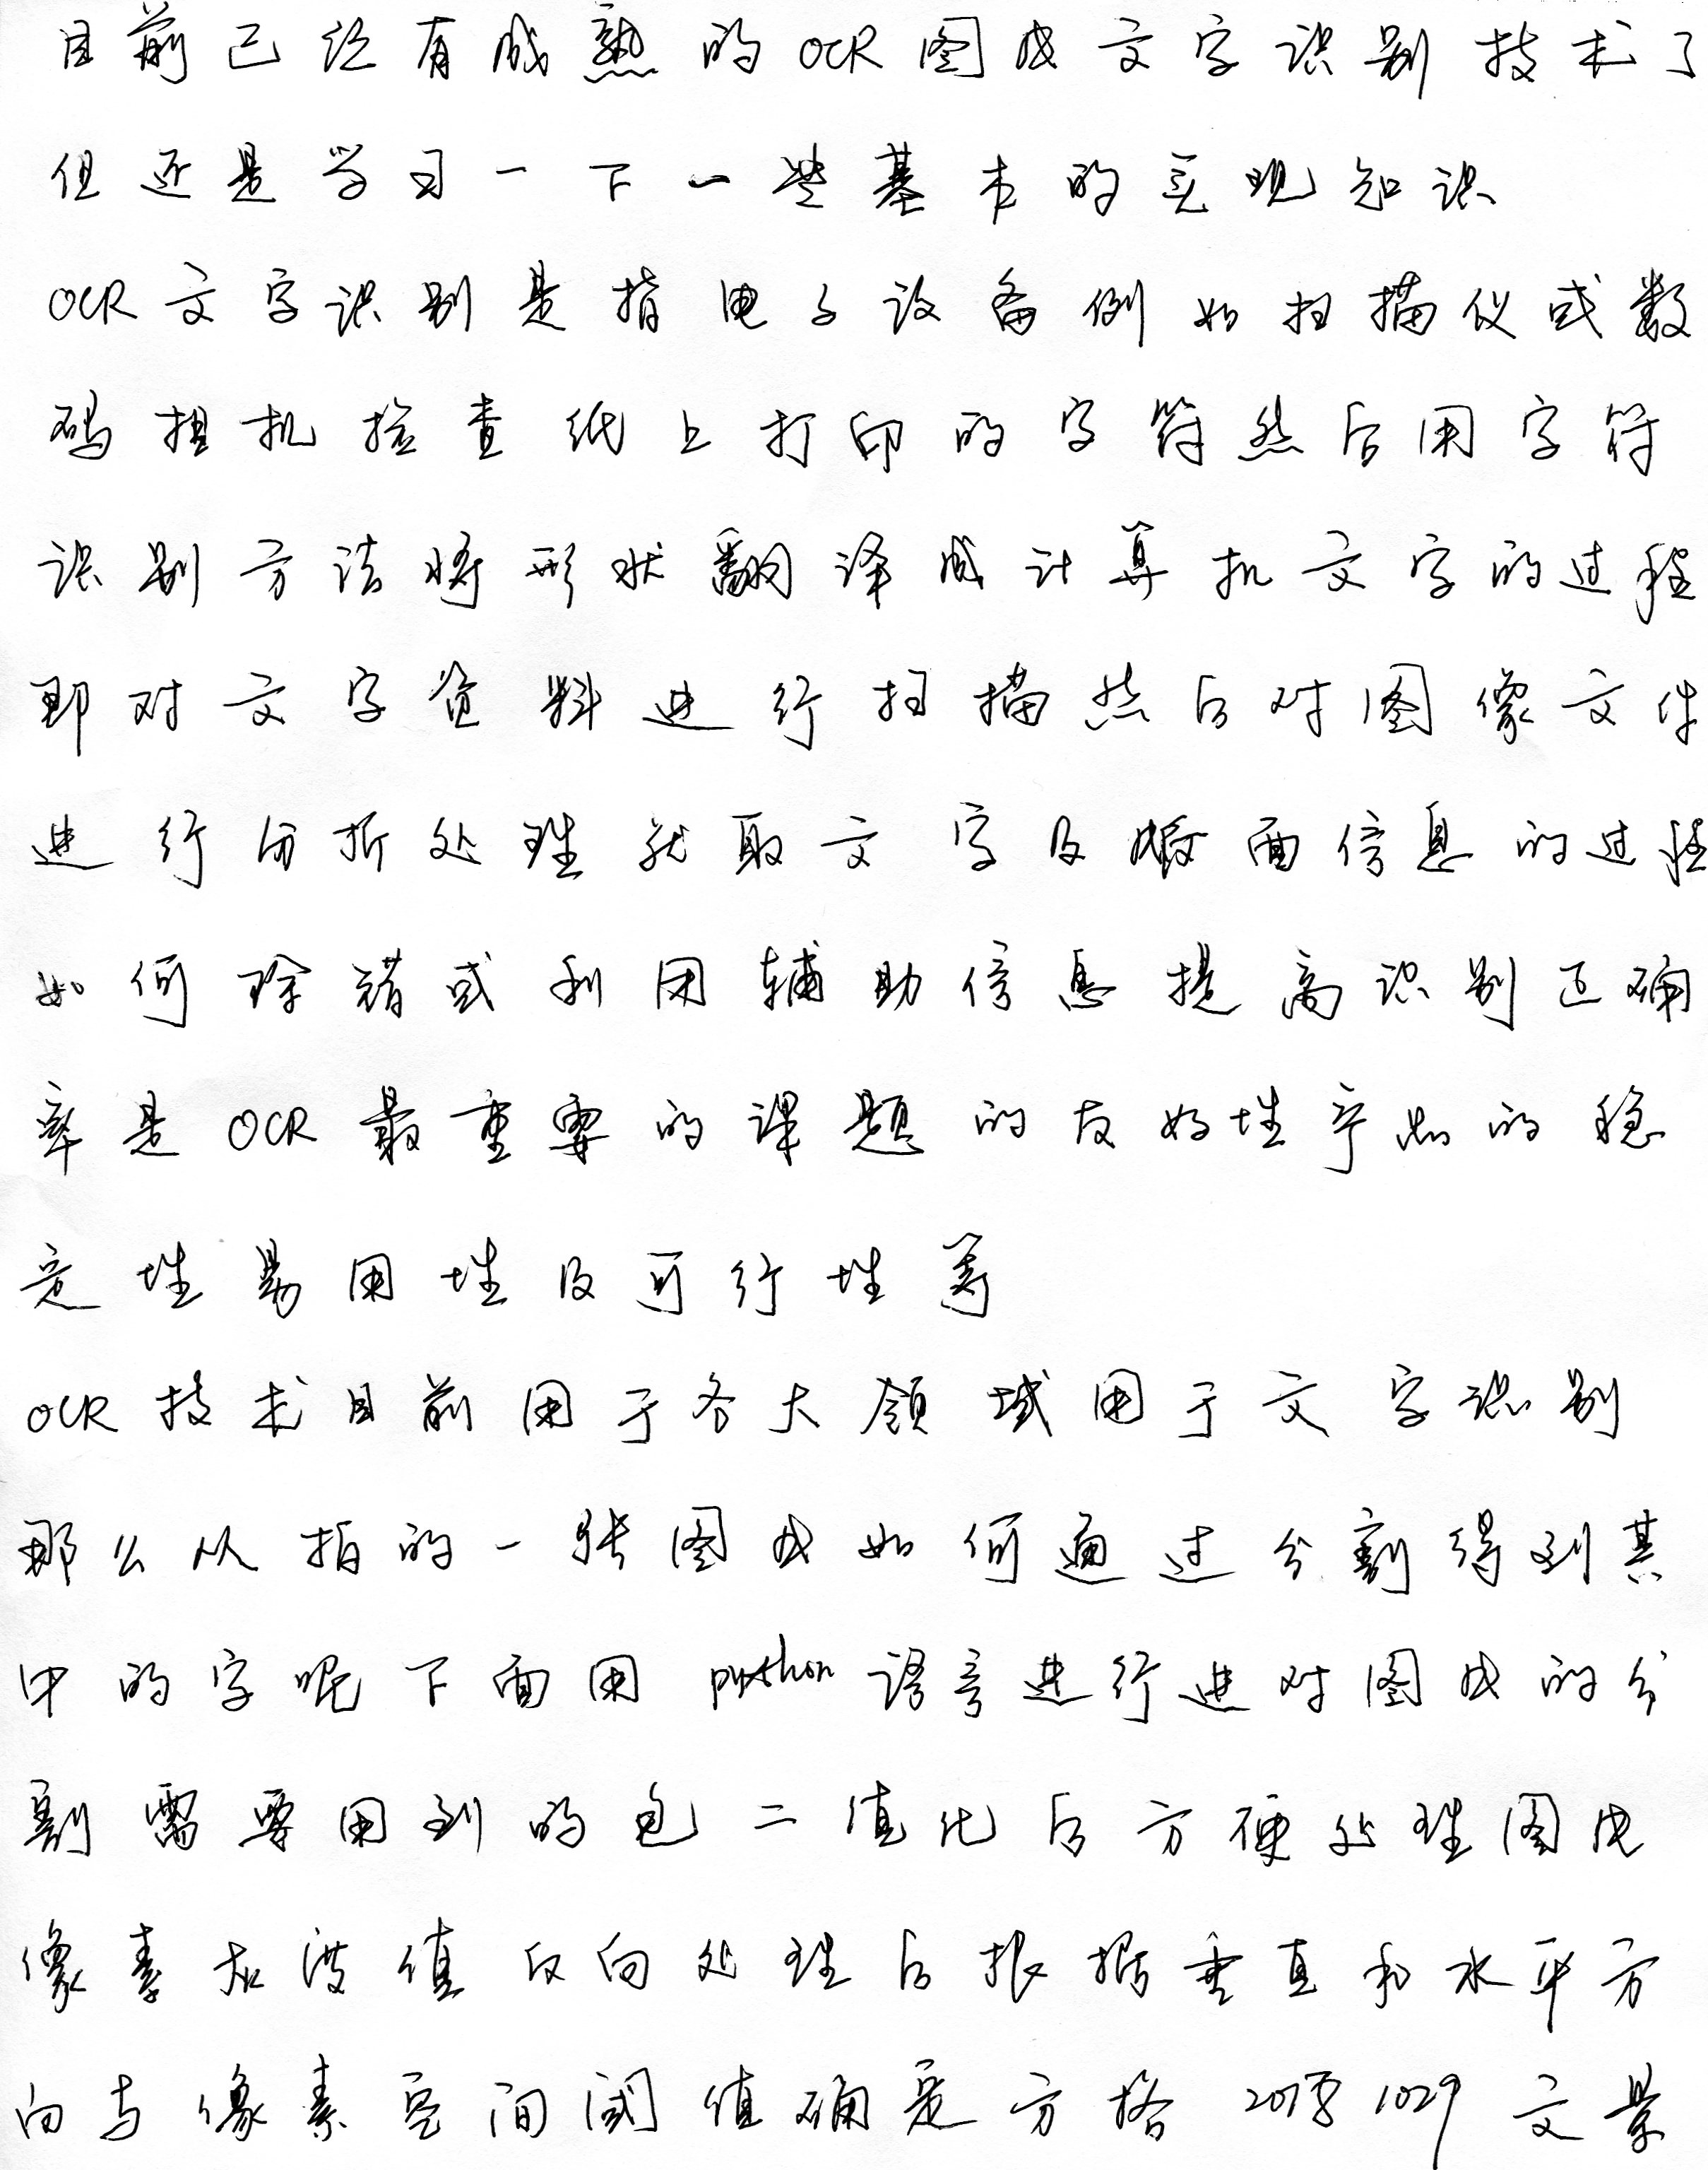 目前已经有成熟的OCR图成文字识别技术了
但还是学习一下一些基本的实现知识
OCR文字识别是指电子设备例如扫描仪或数
码相机检查纸上打印的字符然后用字符
识别方法将形状翻译成计算机文字的过程
即对文字资料进行扫描然后对图像文件
进行分析处理获取文字及版面信息的过程
如何除错或利用辅助信息提高识别正确
率是OCR最重要的课题的友好性产品的稳
定性易用性及可行性等
OCR技术目前用于各大领域用于文字识别
那么从拍的一张图成如何通过分割得到其
中的字呢下面用python语言进行进对图成的分
割需要用到的包二值化后方便处理图成
像素灰度值反向处理后根据垂直和水平方
向与像素空间阈值确定方格 2018 1029 文景